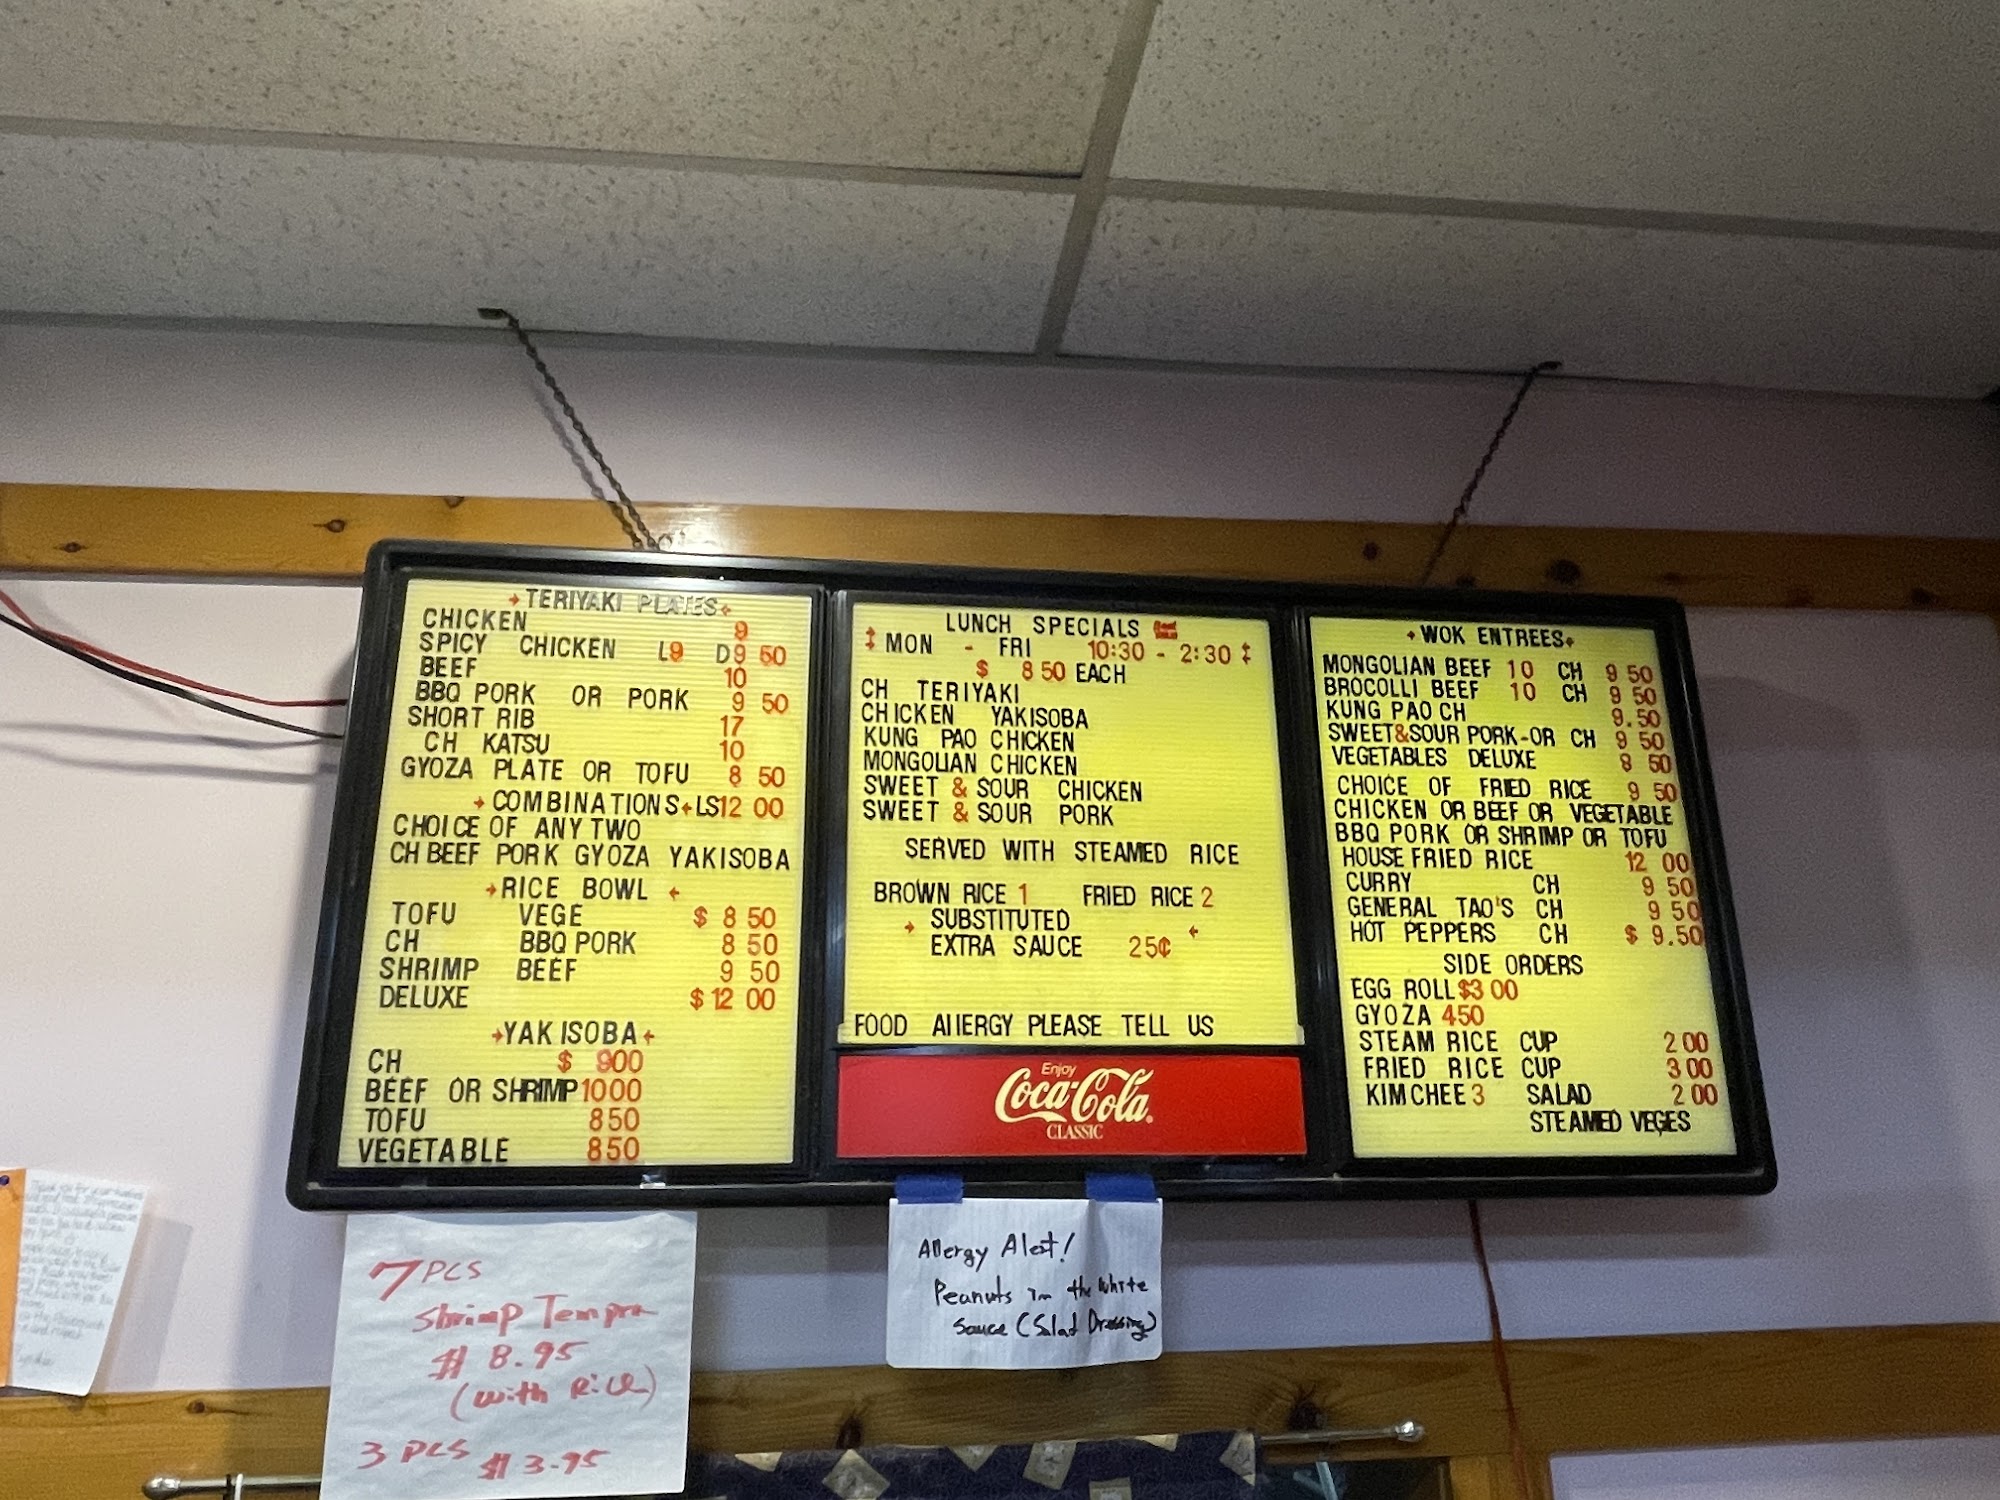 →TERIYAKI PLATES←
CHICKEN 9
SPICY CHICKEN L9 D9 50
BEEF 10
BBQ PORK OR PORK 9 50
SHORT RIB 17
CH KATSU 10
GYOZA PLATE OR TOFU 8 50
→COMBINATIONS←LS12 00
CHOICE OF ANY TWO
CH BEEF PORK GYOZA YAKISOBA
→RICE BOWL ←
TOFU VEGE $ 8 50
CH BBQ PORK 8 50
SHRIMP BEEF 9 50
DELUXE $ 12 00
→YAKISOBA←
CH $ 900
BEEF OR SHRIMP 1000
TOFU 850
VEGETABLE 850
LUNCH SPECIALS
MON - FRI 10:30 - 2:30
$ 8 50 EACH
CH TERIYAKI
CHICKEN YAKISOBA
KUNG PAO CHICKEN
MONGOLIAN CHICKEN
SWEET & SOUR CHICKEN
SWEET & SOUR PORK
SERVED WITH STEAMED RICE
BROWN RICE 1 FRIED RICE 2
→ SUBSTITUTED ←
EXTRA SAUCE 25¢
FOOD AllERGY PLEASE TELL US
Enjoy
Coca-Cola
CLASSIC
→WOK ENTREES←
MONGOLIAN BEEF 10 CH 9 50
BROCOLLI BEEF 10 CH 9 50
KUNG PAO CH 9.50
SWEET&SOUR PORK-OR CH 9 50
VEGETABLES DELUXE 8 50
CHOICE OF FRIED RICE 9 50
CHICKEN OR BEEF OR VEGETABLE
BBQ PORK OR SHRIMP OR TOFU
HOUSE FRIED RICE 12 00
CURRY CH 9 50
GENERAL TAO'S CH 9 50
HOT PEPPERS CH $ 9.50
SIDE ORDERS
EGG ROLL $3 00
GYOZA 450
STEAM RICE CUP 2 00
FRIED RICE CUP 3 00
KIMCHEE 3 SALAD 2 00
STEAMED VEGES
7 PCS
Shrimp Tempra
$ 8.95
(with Rice)
3 PCS $ 3.95
Allergy Alert!
Peanuts in the White
Sauce (Salad Dressing)